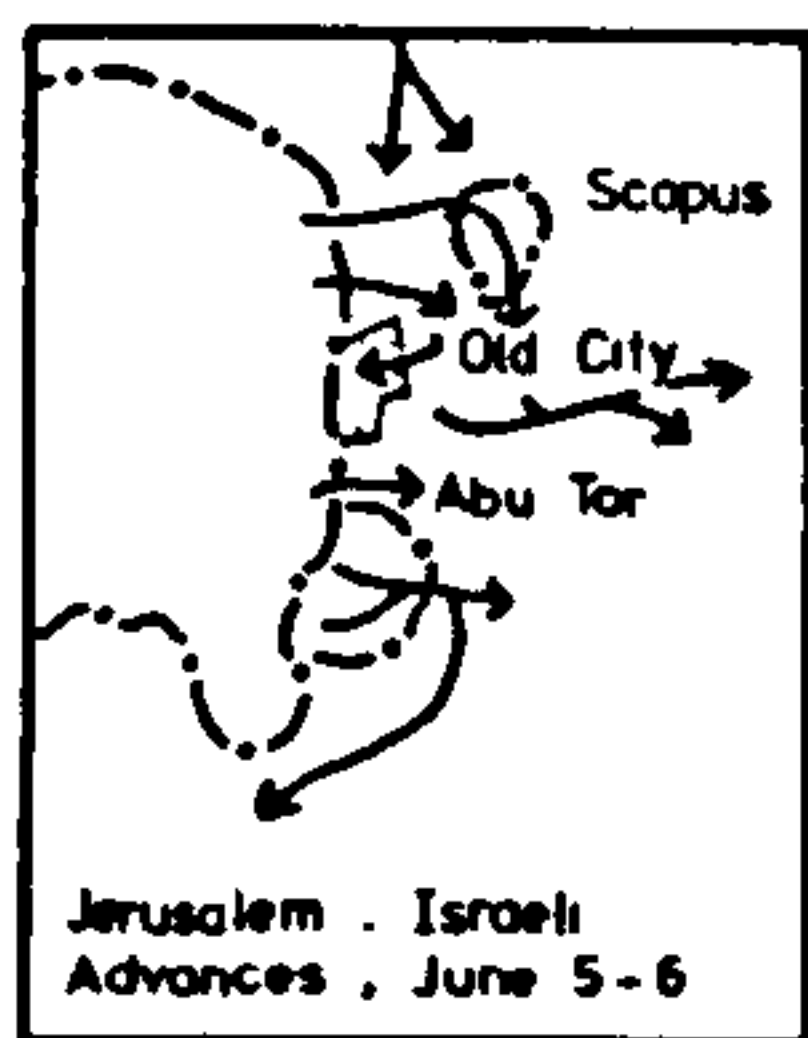 Scopus
Old City
Abu Tor
Jerusalem . Israeli
Advances , June 5-6